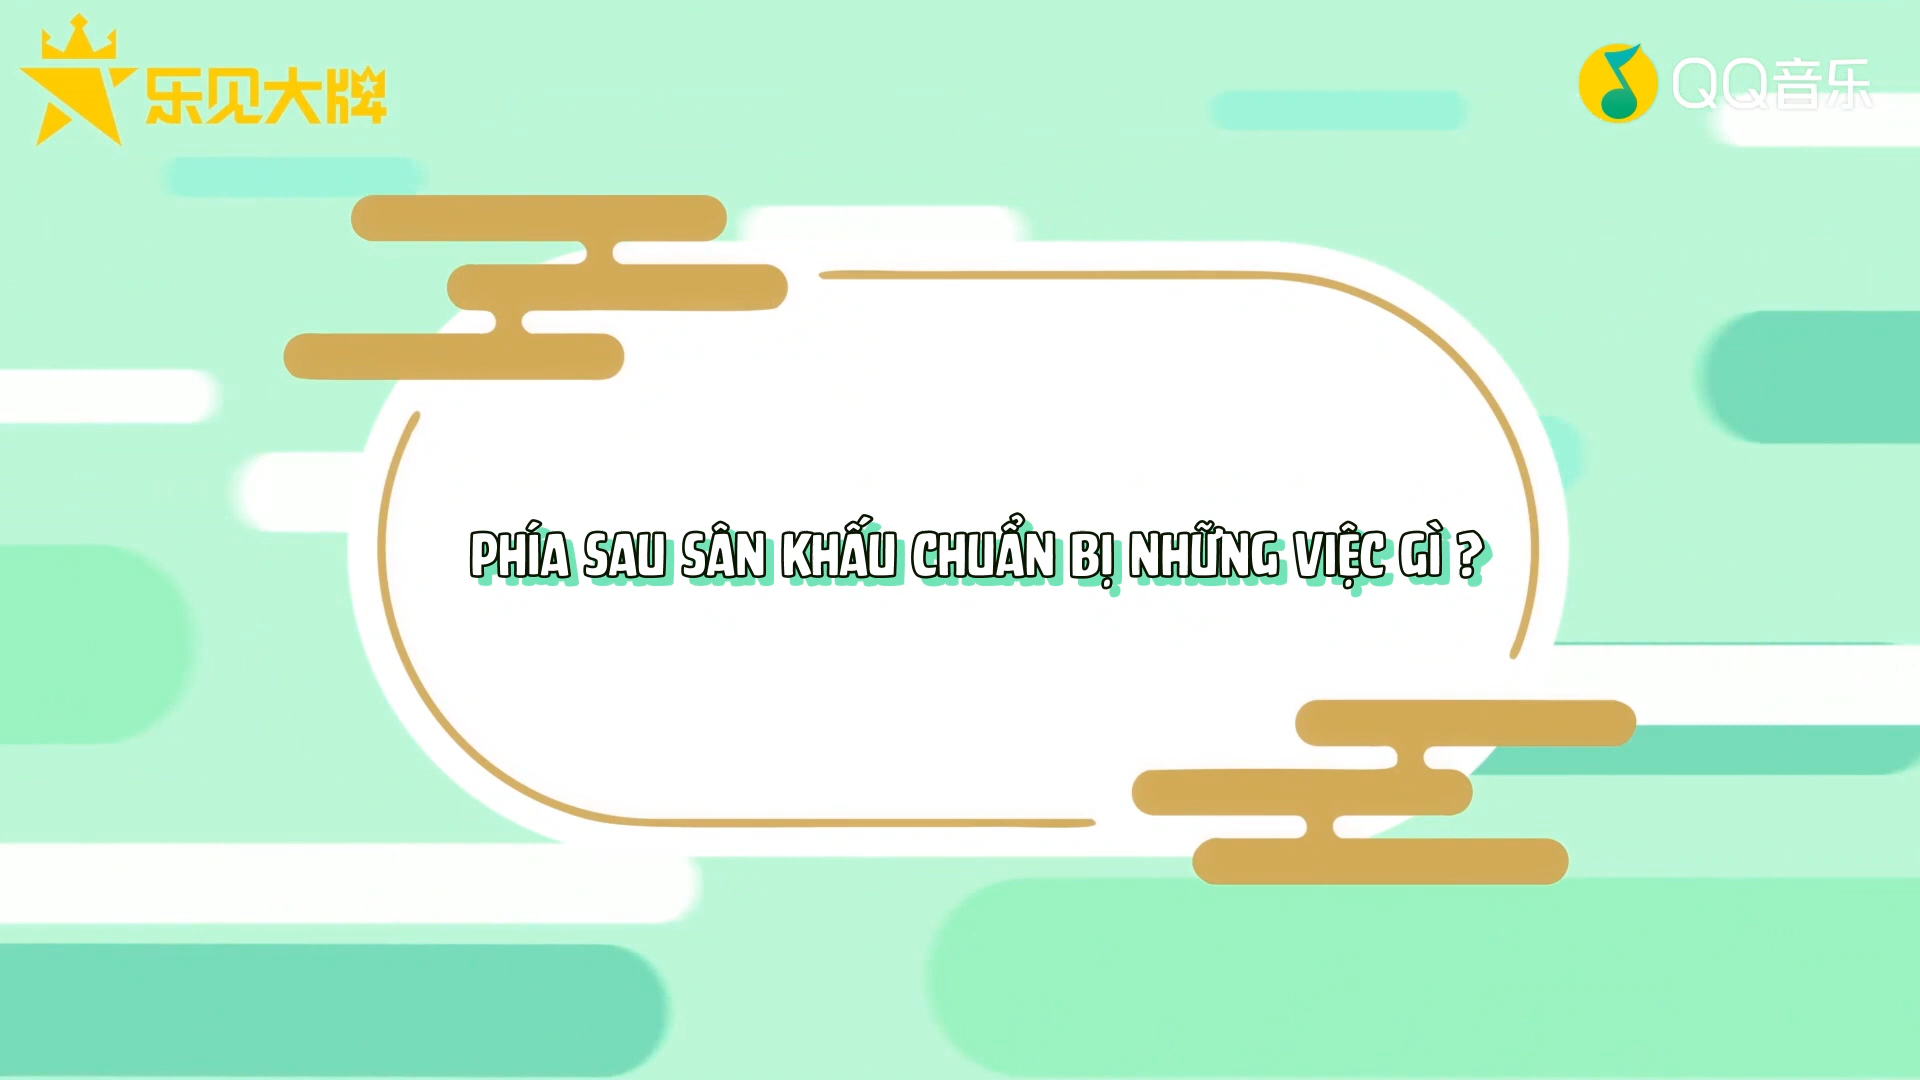 乐见大牌
QQ音乐
PHÍA SAU SÂN KHẤU CHUẨN BỊ NHỮNG VIỆC GÌ ?